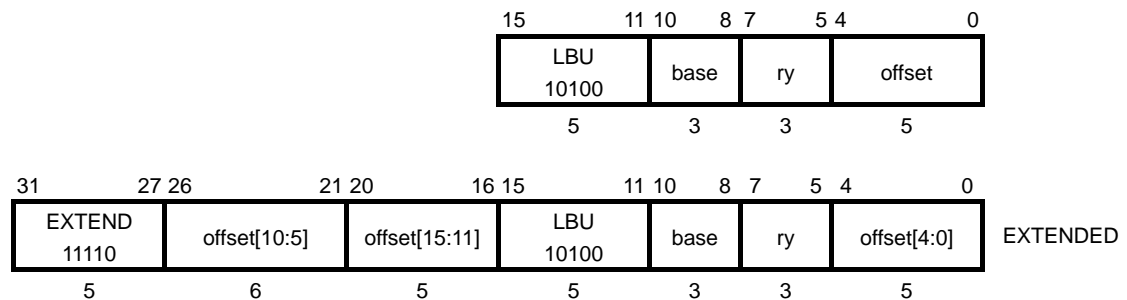 15 11 10 8 7 5 4 0
LBU base ry offset
10100
5 3 3 5
31 27 26 21 20 16 15 11 10 8 7 5 4 0
EXTEND offset[10:5] offset[15:11] LBU base ry offset[4:0] EXTENDED
11110 10100
5 6 5 5 3 3 5